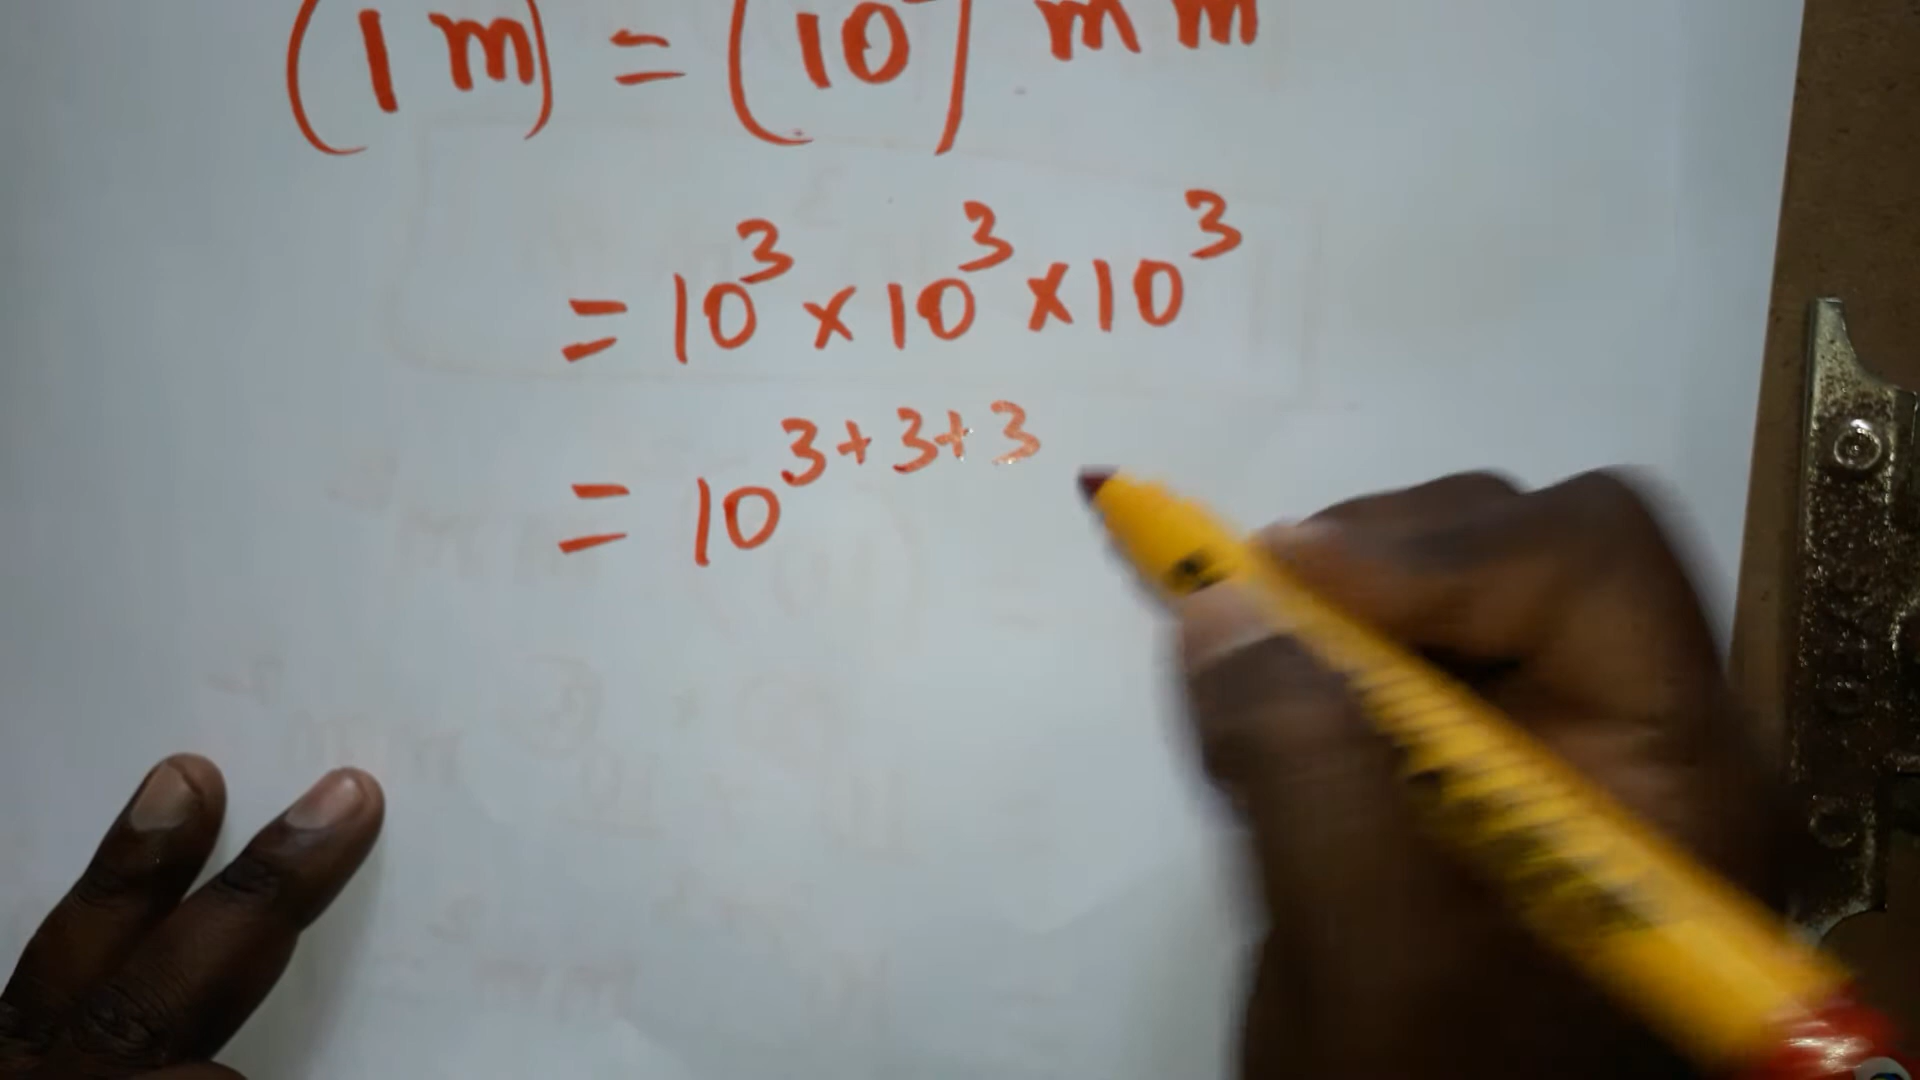 (1 m) = (10 ) mm
= 10³ × 10³ × 10³
= 10³⁺³⁺³